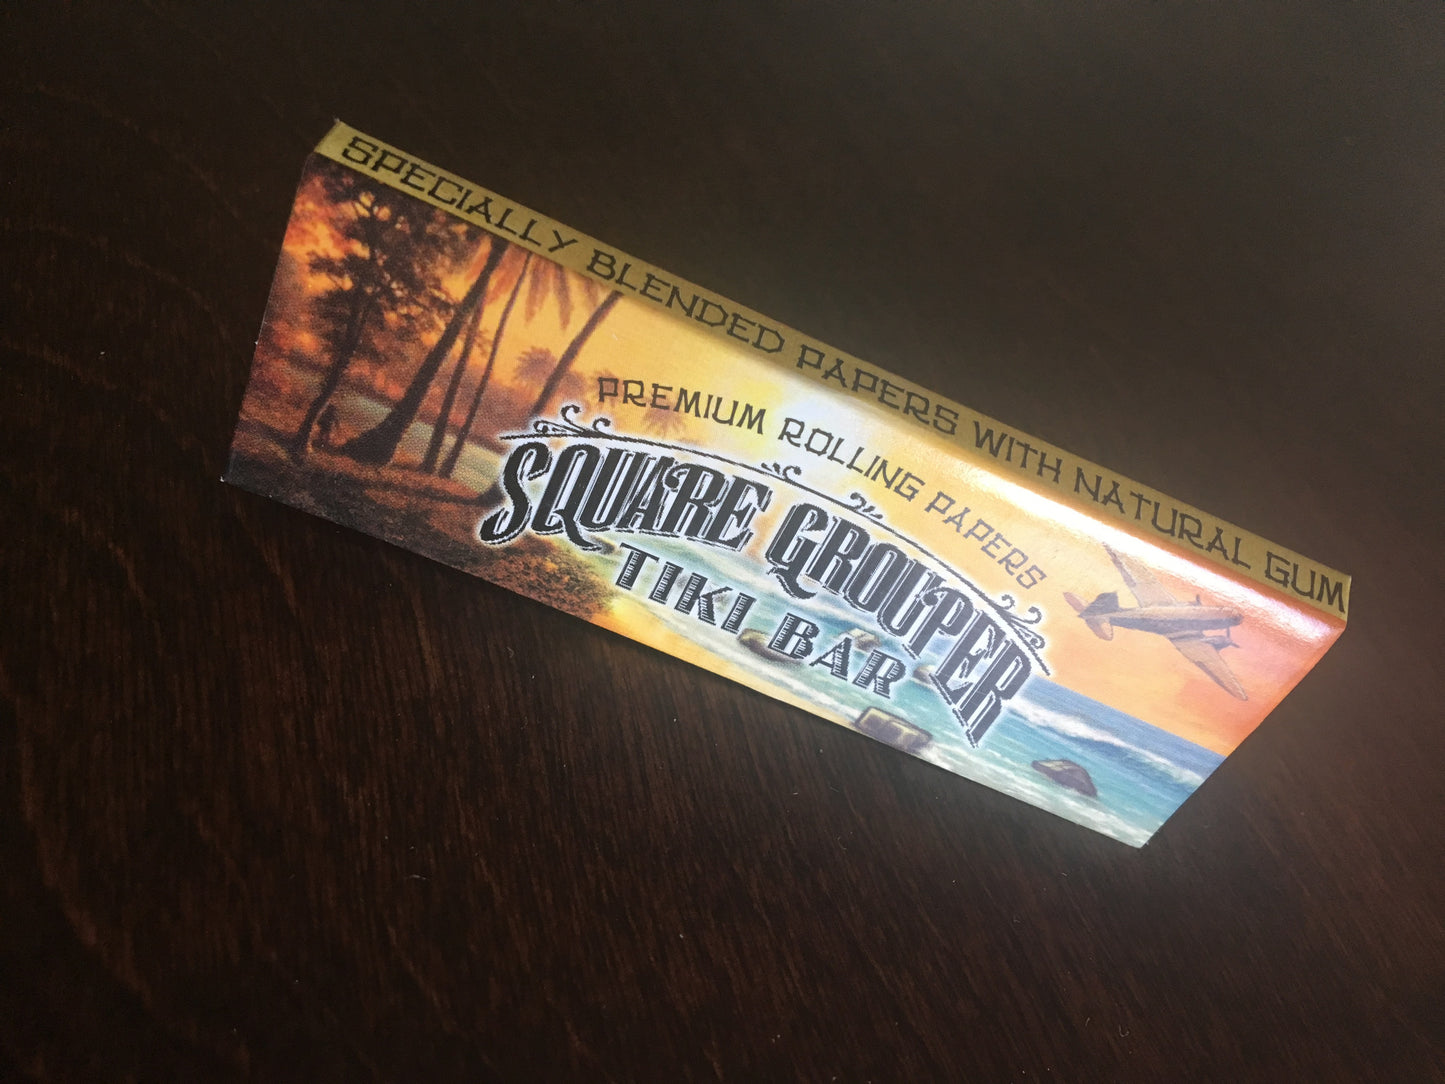 SPECIALLY BLENDED PAPERS WITH NATURAL GUM
PREMIUM ROLLING PAPERS
SQUARE GROUPER
TIKI BAR